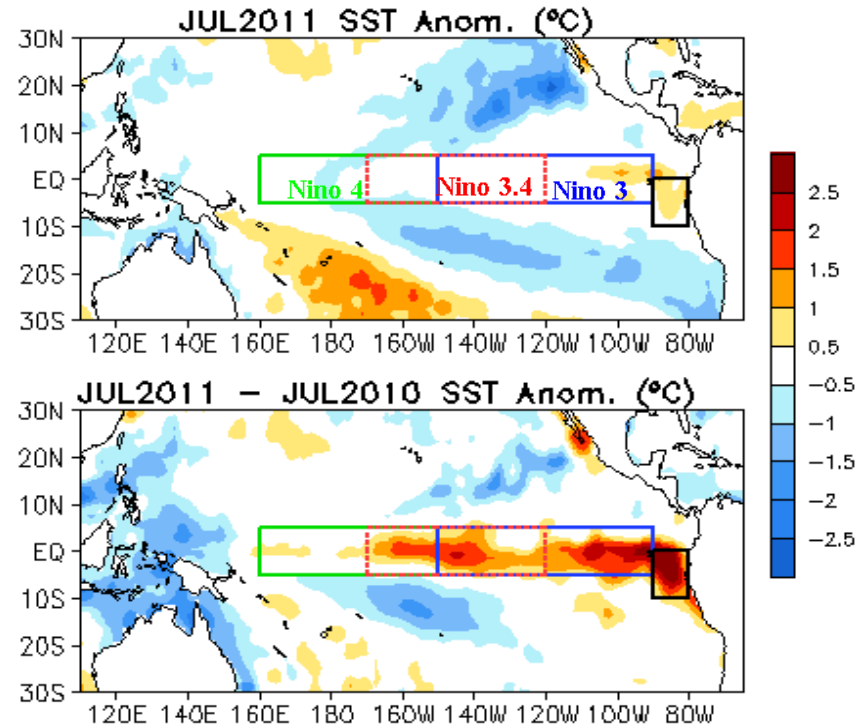 JUL2011 SST Anom. (°C)
30N
20N
10N
EQ
10S
20S
30S
Nino 4
Nino 3.4
Nino 3
120E 140E 160E 180 160W 140W 120W 100W 80W
JUL2011 – JUL2010 SST Anom. (°C)
30N
20N
10N
EQ
10S
20S
30S
120E 140E 160E 180 160W 140W 120W 100W 80W
2.5
2
1.5
1
0.5
−0.5
−1
−1.5
−2
−2.5